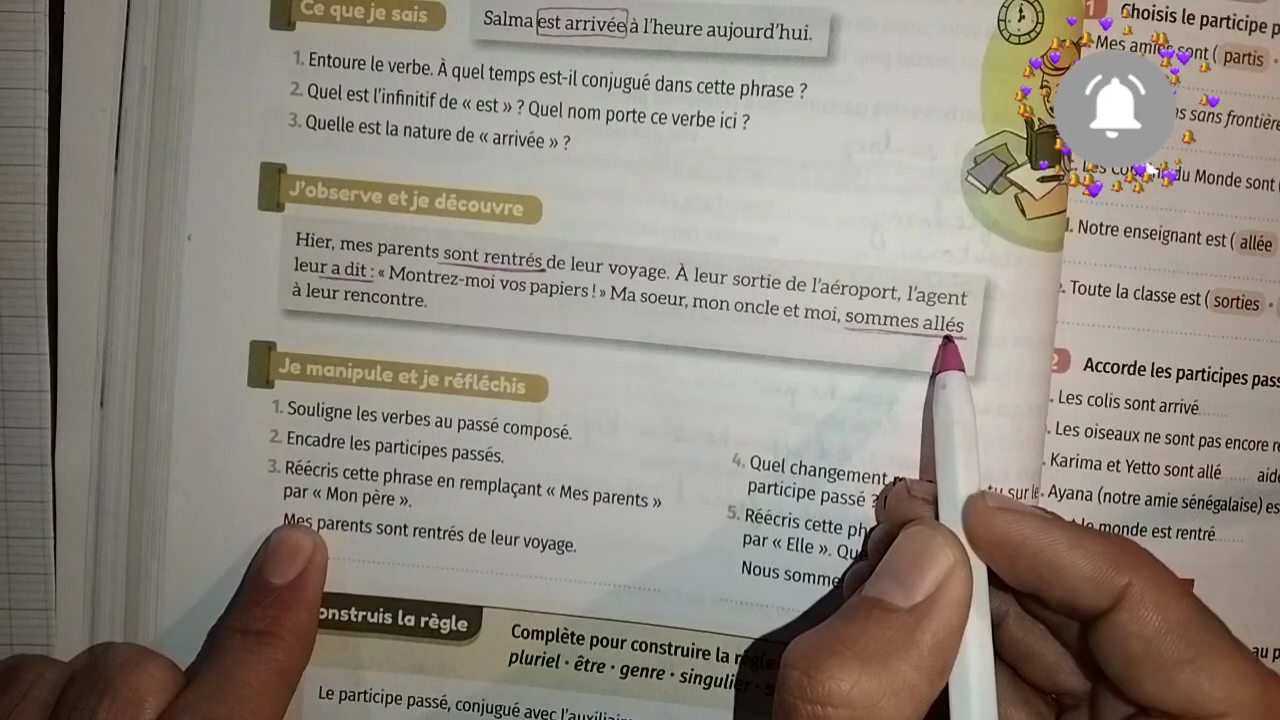 Ce que je sais
Salma est arrivée à l'heure aujourd'hui.
1. Entoure le verbe. À quel temps est-il conjugué dans cette phrase ?
2. Quel est l'infinitif de « est » ? Quel nom porte ce verbe ici ?
3. Quelle est la nature de « arrivée » ?
J'observe et je découvre
Hier, mes parents sont rentrés de leur voyage. À leur sortie de l'aéroport, l'agent
leur a dit : « Montrez-moi vos papiers ! » Ma soeur, mon oncle et moi, sommes allés
à leur rencontre.
Je manipule et je réfléchis
1. Souligne les verbes au passé composé.
2. Encadre les participes passés.
3. Réécris cette phrase en remplaçant « Mes parents »
par « Mon père ».
Mes parents sont rentrés de leur voyage.
4. Quel changement
participe passé ?
5. Réécris cette
par « Elle ».
Nous
onstruis la règle
Complète pour construire la
pluriel · être · genre · singulier ·
Le participe passé, conjugué avec
1 Choisis le participe
Mes amies sont ( partis ·
sans
du Monde sont (
Notre enseignant est ( allée
Toute la classe est ( sorties ·
2 Accorde les participes
Les colis sont arrivé
Les oiseaux ne sont pas encore
Karima et Yetto sont allé
Ayana (notre amie sénégalaise)
monde est rentré